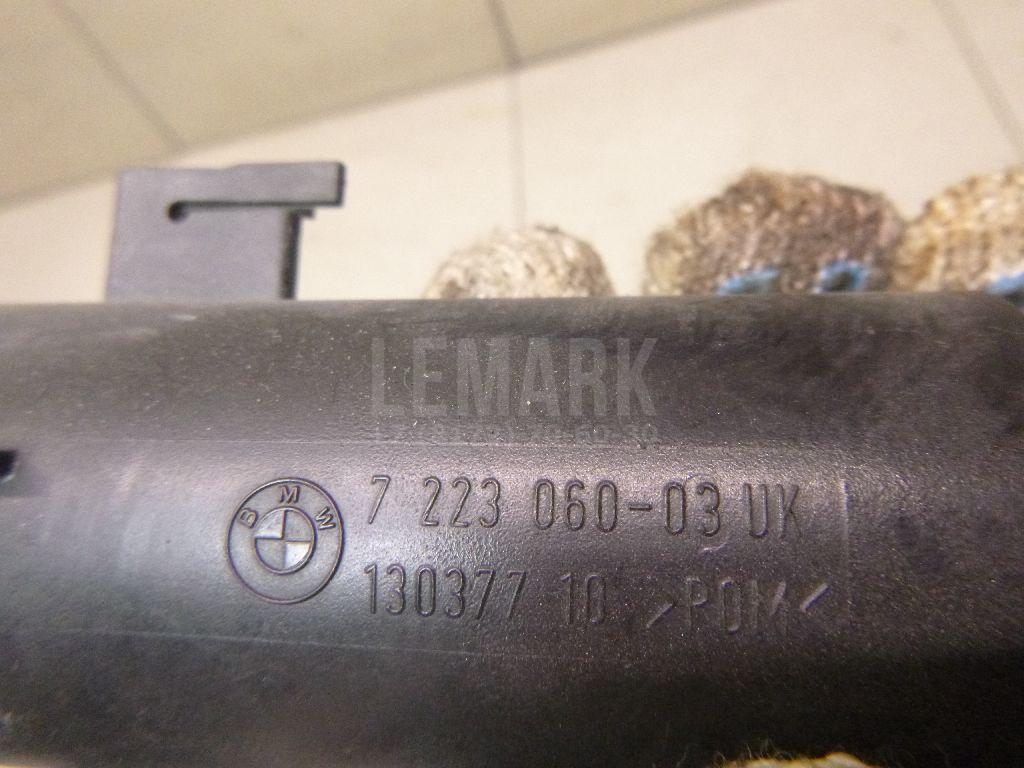 LEMARK
BMW
7 223 060-03 UK
130377 10 >POM<